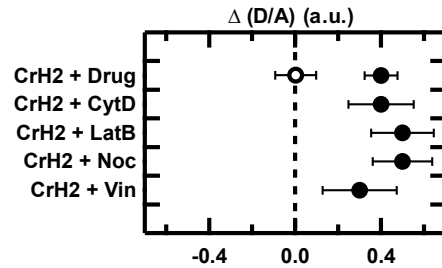 Δ (D/A) (a.u.)
CrH2 + Drug
CrH2 + CytD
CrH2 + LatB
CrH2 + Noc
CrH2 + Vin
-0.4 0.0 0.4